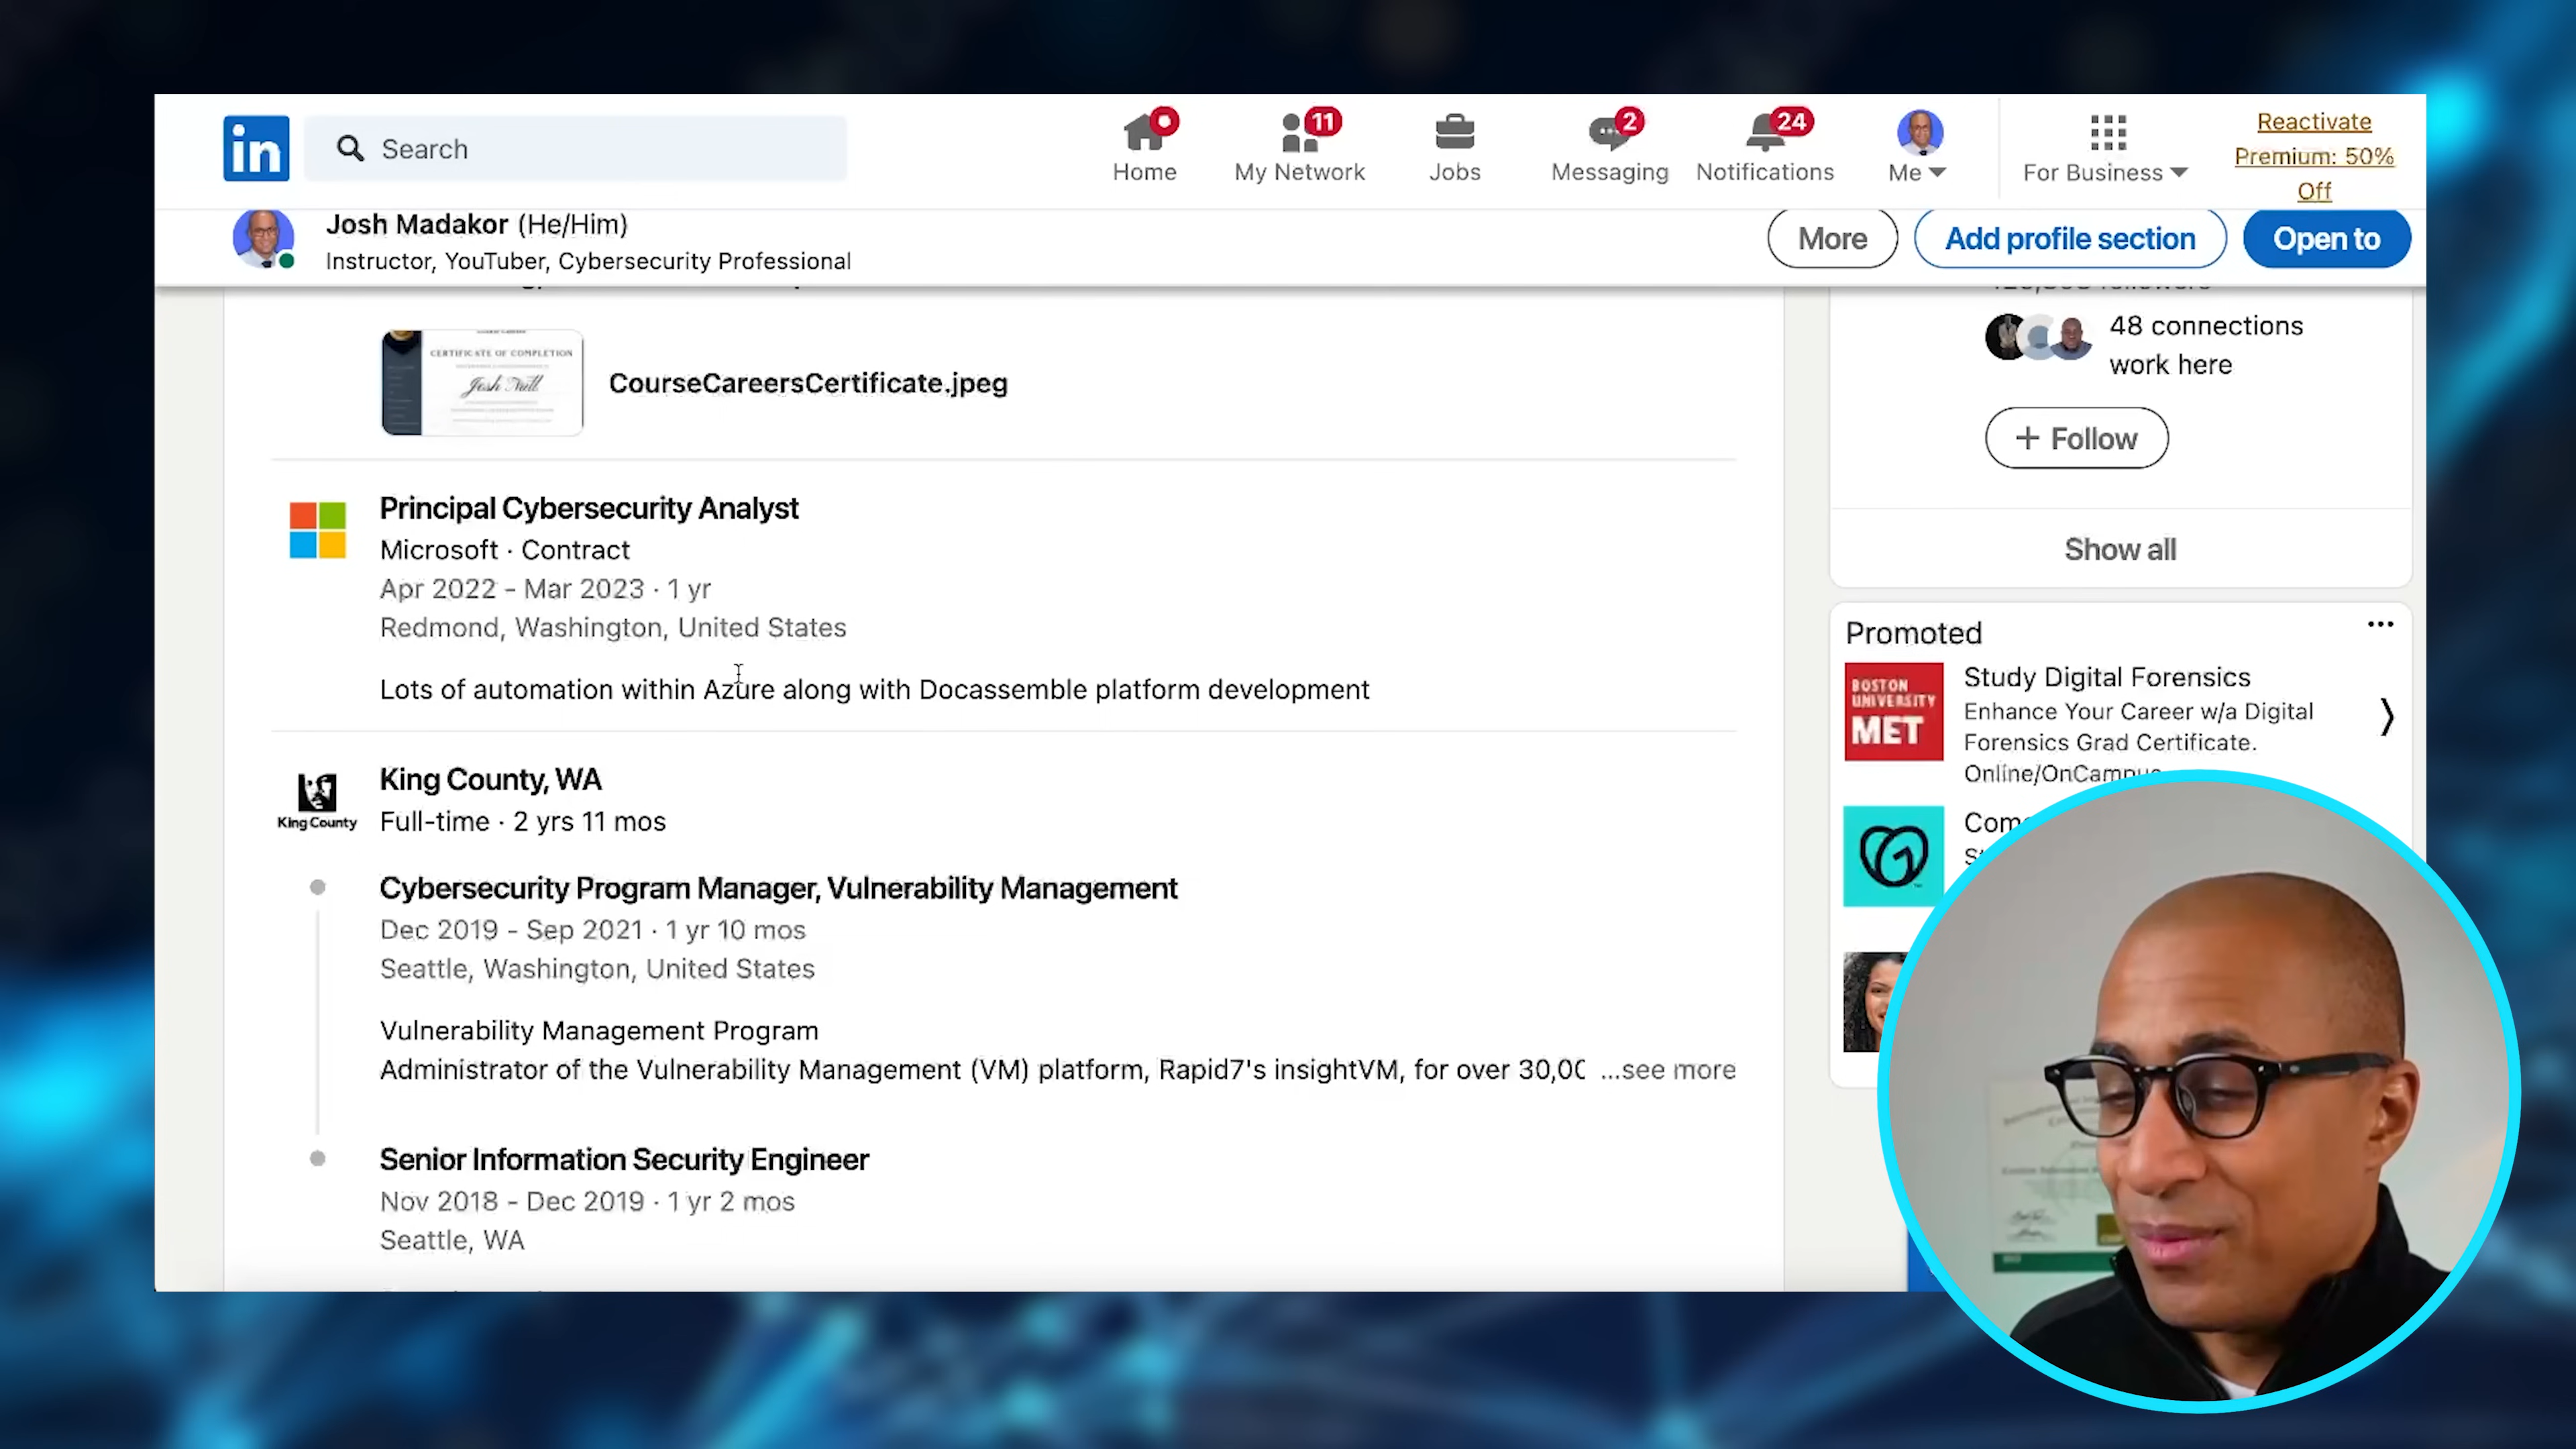 in
Search
11
2
24
Home
My Network
Jobs
Messaging
Notifications
Me
For Business
Reactivate
Premium: 50%
Off
Josh Madakor (He/Him)
Instructor, YouTuber, Cybersecurity Professional
More
Add profile section
Open to
CERTIFICATE OF COMPLETION
CourseCareersCertificate.jpeg
48 connections
work here
+ Follow
Show all
Principal Cybersecurity Analyst
Microsoft · Contract
Apr 2022 - Mar 2023 · 1 yr
Redmond, Washington, United States
Lots of automation within Azure along with Docassemble platform development
King County
King County, WA
Full-time · 2 yrs 11 mos
Cybersecurity Program Manager, Vulnerability Management
Dec 2019 - Sep 2021 · 1 yr 10 mos
Seattle, Washington, United States
Vulnerability Management Program
Administrator of the Vulnerability Management (VM) platform, Rapid7's insightVM, for over 30,00 ...see more
Senior Information Security Engineer
Nov 2018 - Dec 2019 · 1 yr 2 mos
Seattle, WA
Promoted
BOSTON
UNIVERSITY
MET
Study Digital Forensics
Enhance Your Career w/a Digital
Forensics Grad Certificate.